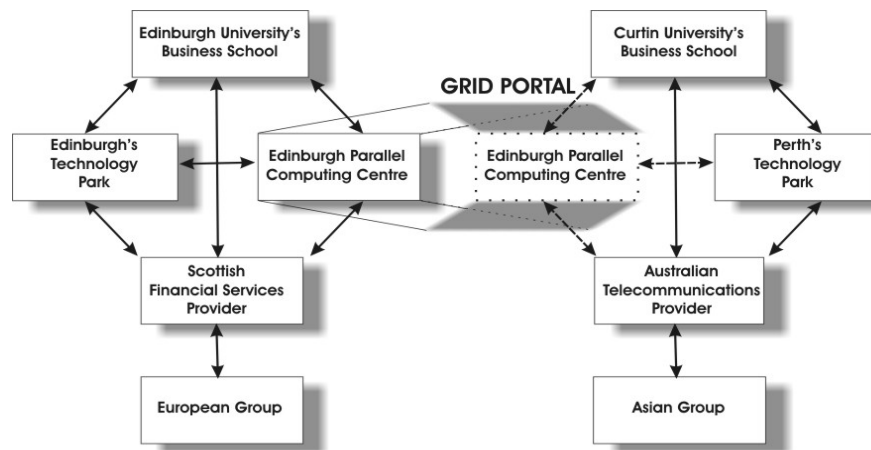 Edinburgh University's
Business School
Curtin University's
Business School
GRID PORTAL
Edinburgh's
Technology
Park
Edinburgh Parallel
Computing Centre
Edinburgh Parallel
Computing Centre
Perth's
Technology
Park
Scottish
Financial Services
Provider
Australian
Telecommunications
Provider
European Group
Asian Group